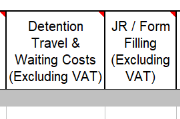 Detention
Travel &
Waiting Costs
(Excluding VAT)
JR / Form
Filling
(Excluding
VAT)